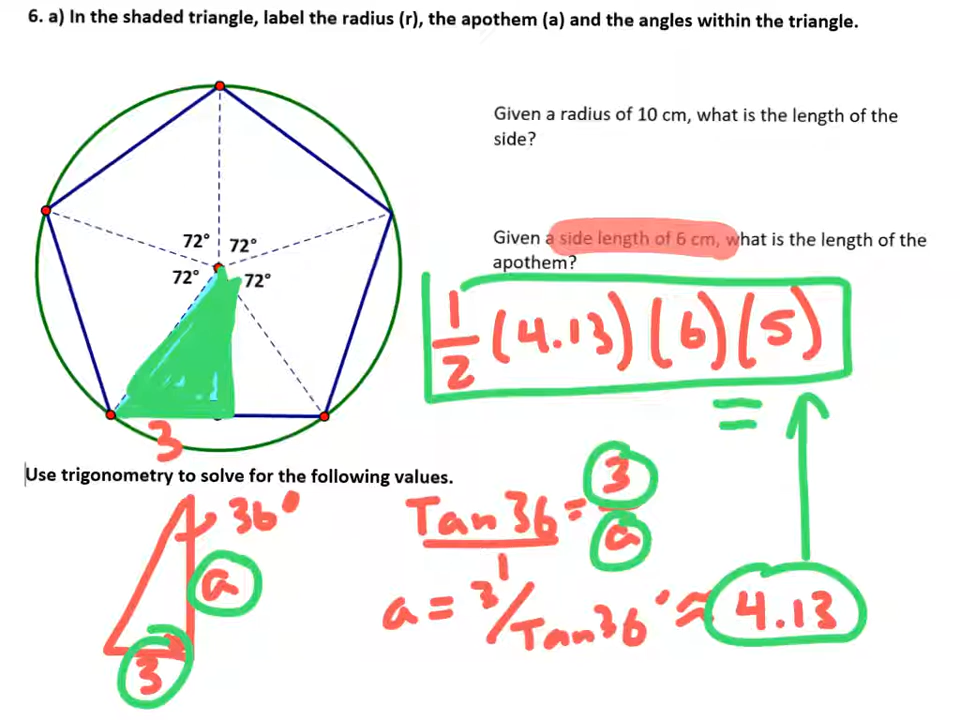 6. a) In the shaded triangle, label the radius (r), the apothem (a) and the angles within the triangle.
Given a radius of 10 cm, what is the length of the
side?
72° 72°
72° 72°
Given a side length of 6 cm, what is the length of the
apothem?
1/2 (4.13)(6)(5)
=
3
Use trigonometry to solve for the following values.
36°
a
3
Tan 36 = 3/a
1
a = 3/Tan36° ≈ 4.13